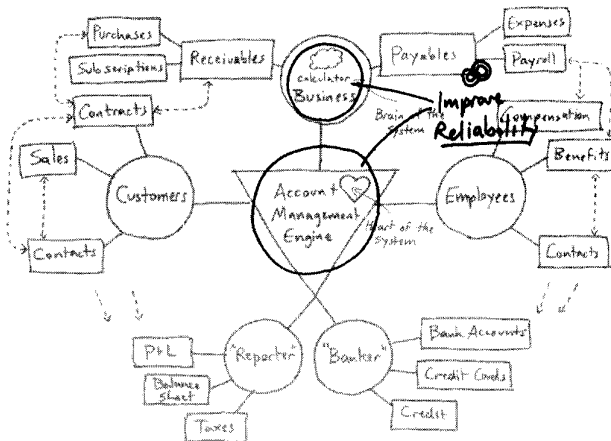 Purchases
Receivables
Subscriptions
Contracts
calculator
Business
Payables
Expenses
Payroll
Improve
Reliability
Brain of the
System
Compensation
Benefits
Sales
Customers
Account
Management
Engine
Heart of the
System
Employees
Contacts
Contacts
P+L
"Reporter"
Balance
Sheet
Taxes
"Banker"
Bank Accounts
Credit Cards
Credit